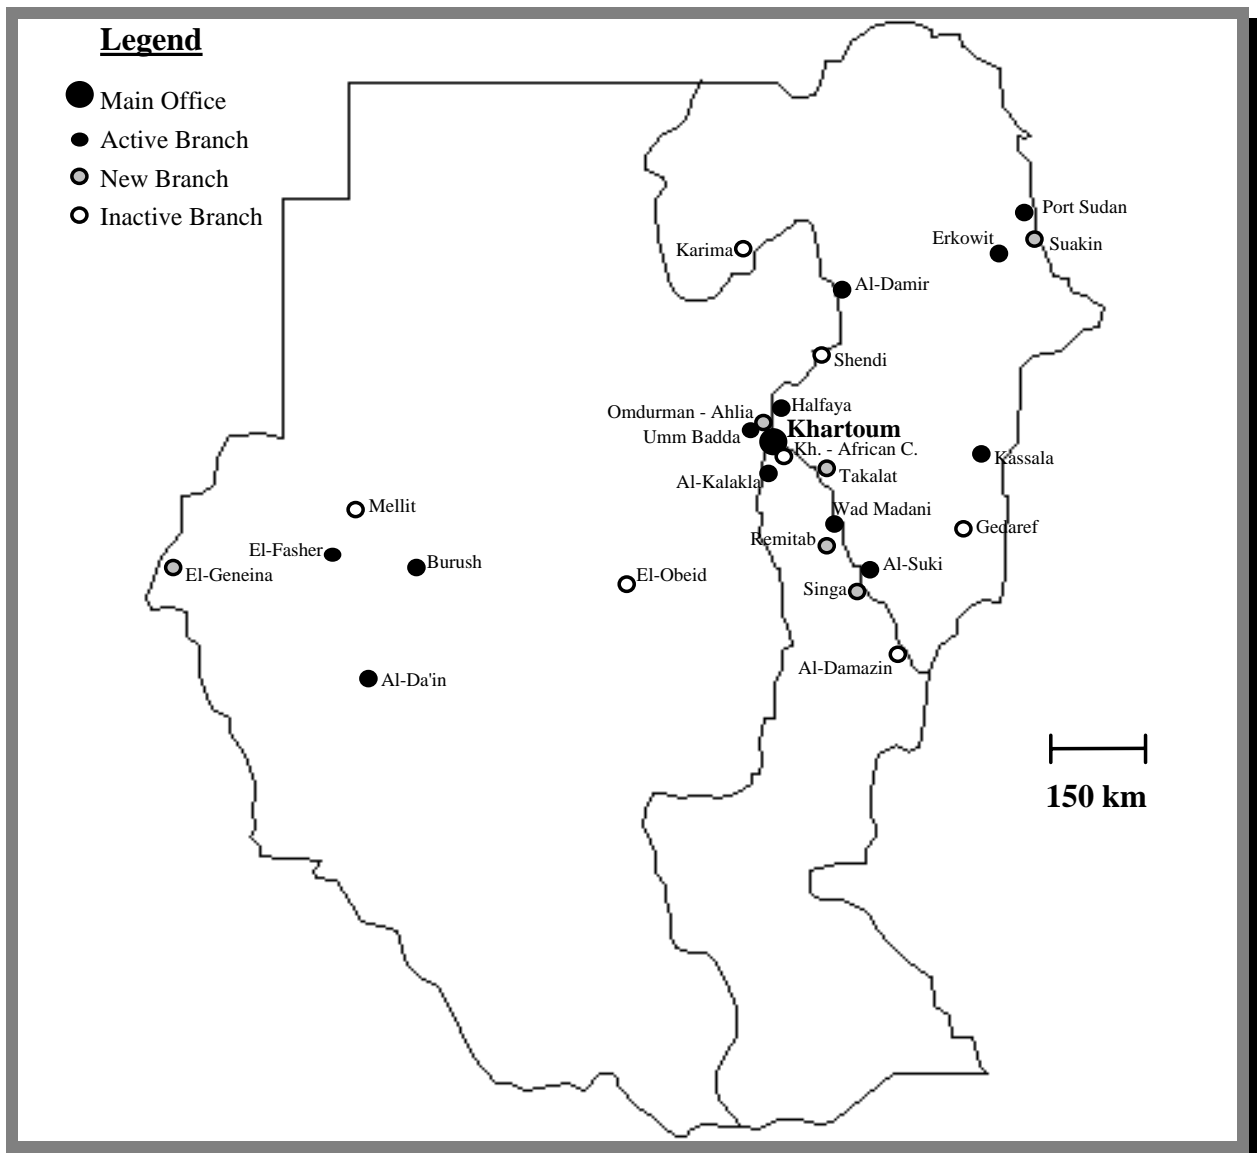 Legend
Main Office
Active Branch
New Branch
Inactive Branch
Port Sudan
Erkowit
Suakin
Karima
Al-Damir
Shendi
Halfaya
Omdurman - Ahlia
Umm Badda
Khartoum
Kh. - African C.
Kassala
Takalat
Al-Kalakla
Mellit
Wad Madani
Gedaref
Remitab
El-Fasher
Burush
Al-Suki
El-Geneina
El-Obeid
Singa
Al-Damazin
Al-Da'in
150 km